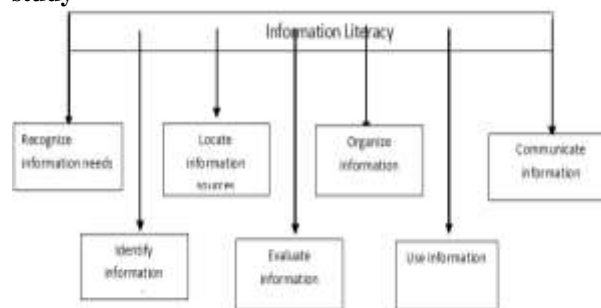 study
Information Literacy
Recognize
information needs
Locate
information
sources
Organize
information
Communicate
information
Identify
information
Evaluate
information
Use information